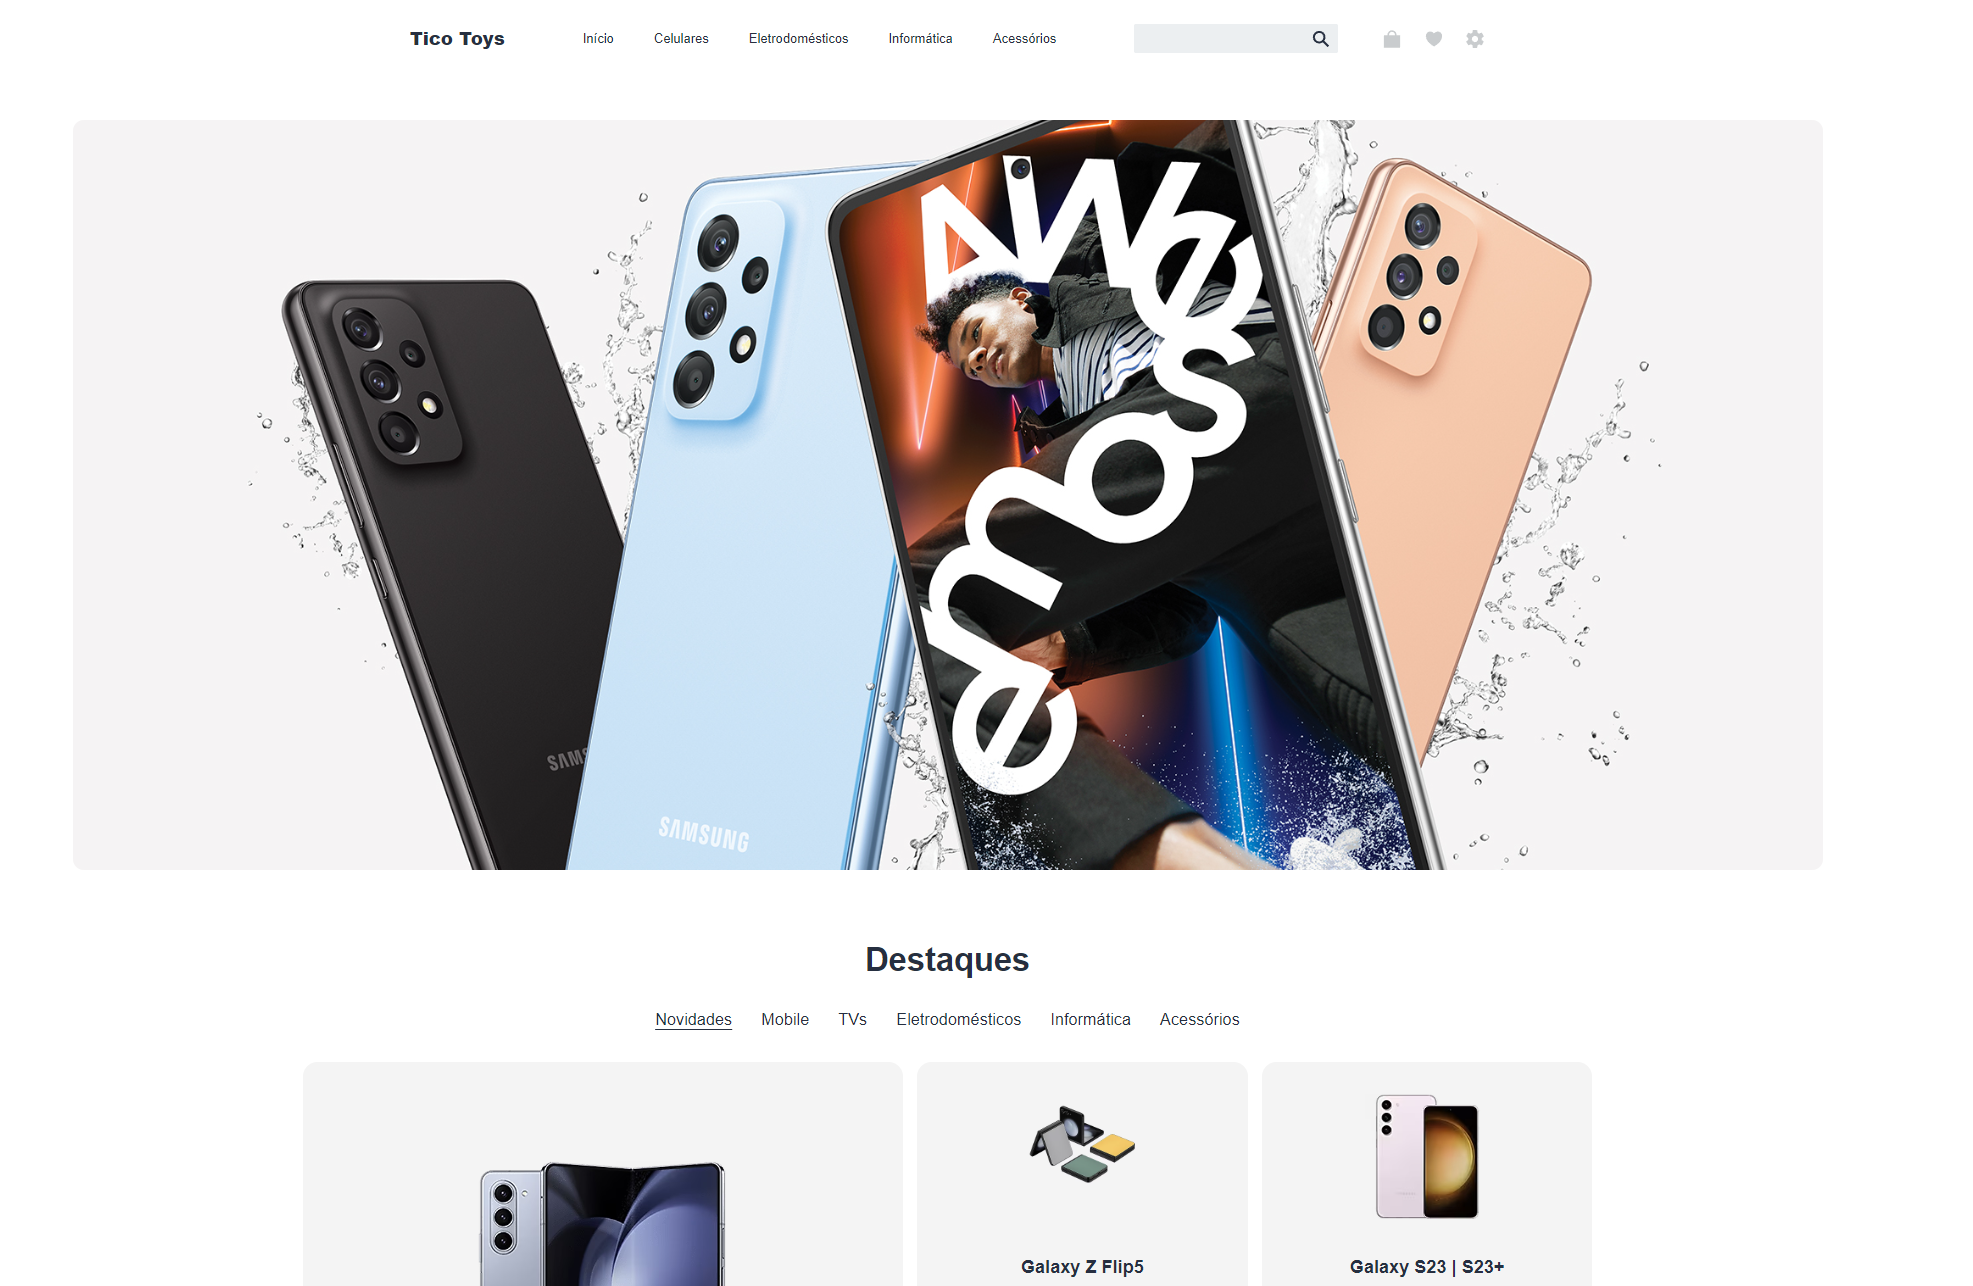 Tico Toys
Início
Celulares
Eletrodomésticos
Informática
Acessórios
Awesome
SAMS
SAMSUNG
Destaques
Novidades
Mobile
TVs
Eletrodomésticos
Informática
Acessórios
Galaxy Z Flip5
Galaxy S23 | S23+